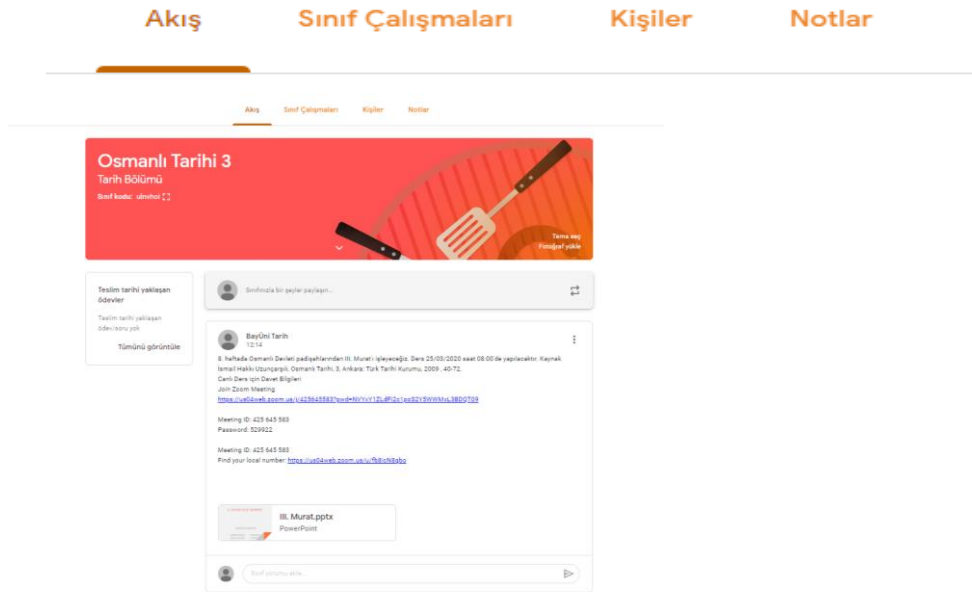 Akış Sınıf Çalışmaları Kişiler Notlar
Akış Sınıf Çalışmaları Kişiler Notlar
Osmanlı Tarihi 3
Tarih Bölümü
Sınıf kodu:
Tema seç
Fotoğraf yükle
Teslim tarihi yaklaşan
ödevler
Teslim tarihi yaklaşan
ödev/soru yok
Tümünü görüntüle
Sınıfınızla bir şeyler paylaşın...
BayÜni Tarih
12:14
8. haftada Osmanlı Devleti padişahlarından III. Murat'ı işleyeceğiz. Ders 25/03/2020 saat 08:00'de yapılacaktır. Kaynak
İsmail Hakkı Uzunçarşılı, Osmanlı Tarihi, 3, Ankara: Türk Tarihi Kurumu, 2009, 40-72.
Canlı Ders için Davet Bilgileri
Join Zoom Meeting
Meeting ID: 425 645 583
Password: 529922
Meeting ID: 425 645 583
Find your local number:
III. Murat.pptx
PowerPoint
Sınıf yorumu ekle...